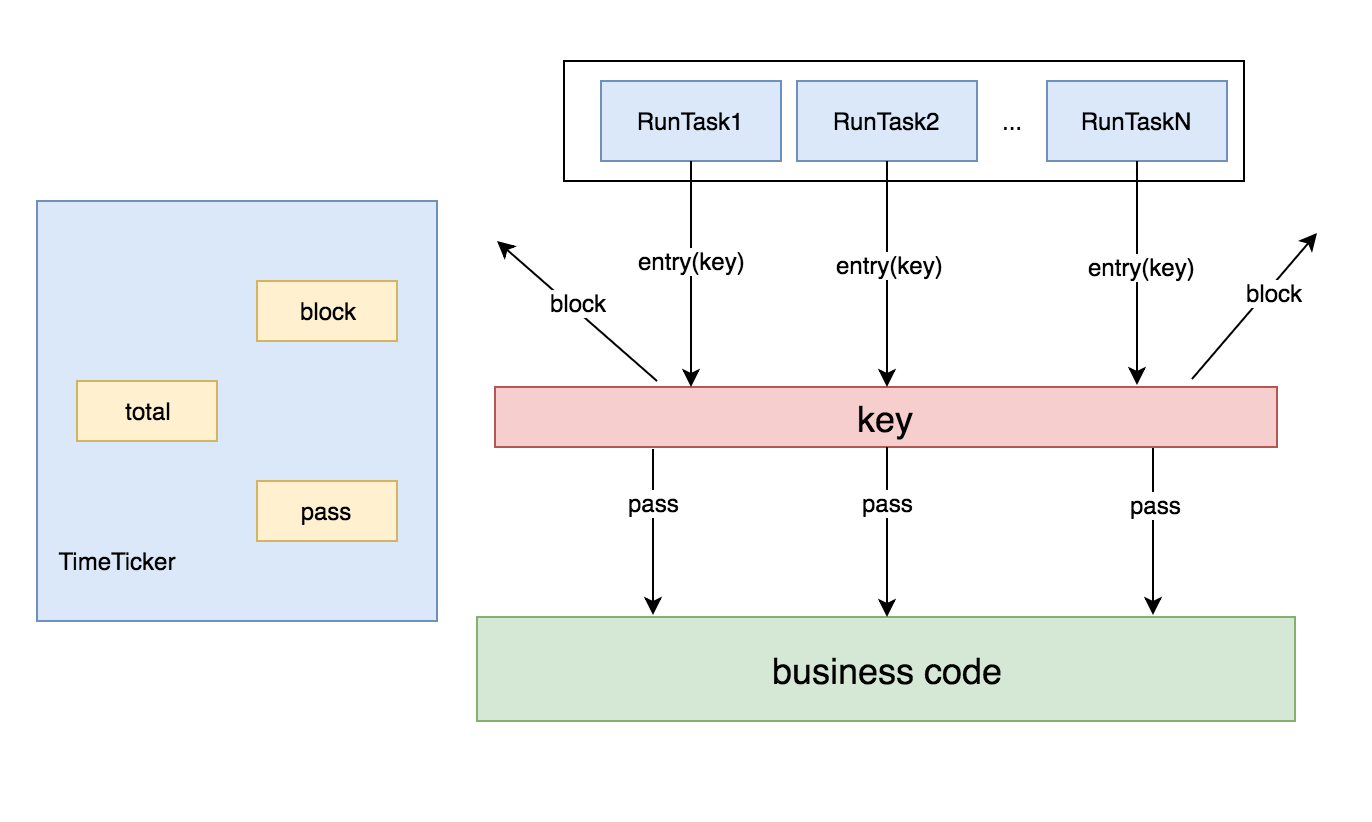 RunTask1
RunTask2
...
RunTaskN
entry(key)
entry(key)
entry(key)
block
block
block
total
pass
TimeTicker
key
pass
pass
pass
business code